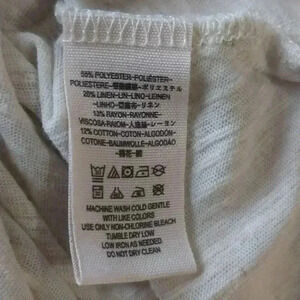 55% POLYESTER-POLIÉSTER-
POLIESTERE-聚酯纖維-ポリエステル
20% LINEN-LIN-LINO-LEINEN
-LINHO-亞麻布-リネン
13% RAYON-RAYONNE-
VISCOSA-RAION-人造絲-レーヨン
12% COTTON-COTON-ALGODÓN-
COTONE-BAUMWOLLE-ALGODÃO
-棉花-綿
MACHINE WASH COLD GENTLE
WITH LIKE COLORS
USE ONLY NON-CHLORINE BLEACH
TUMBLE DRY LOW
LOW IRON AS NEEDED
DO NOT DRY CLEAN